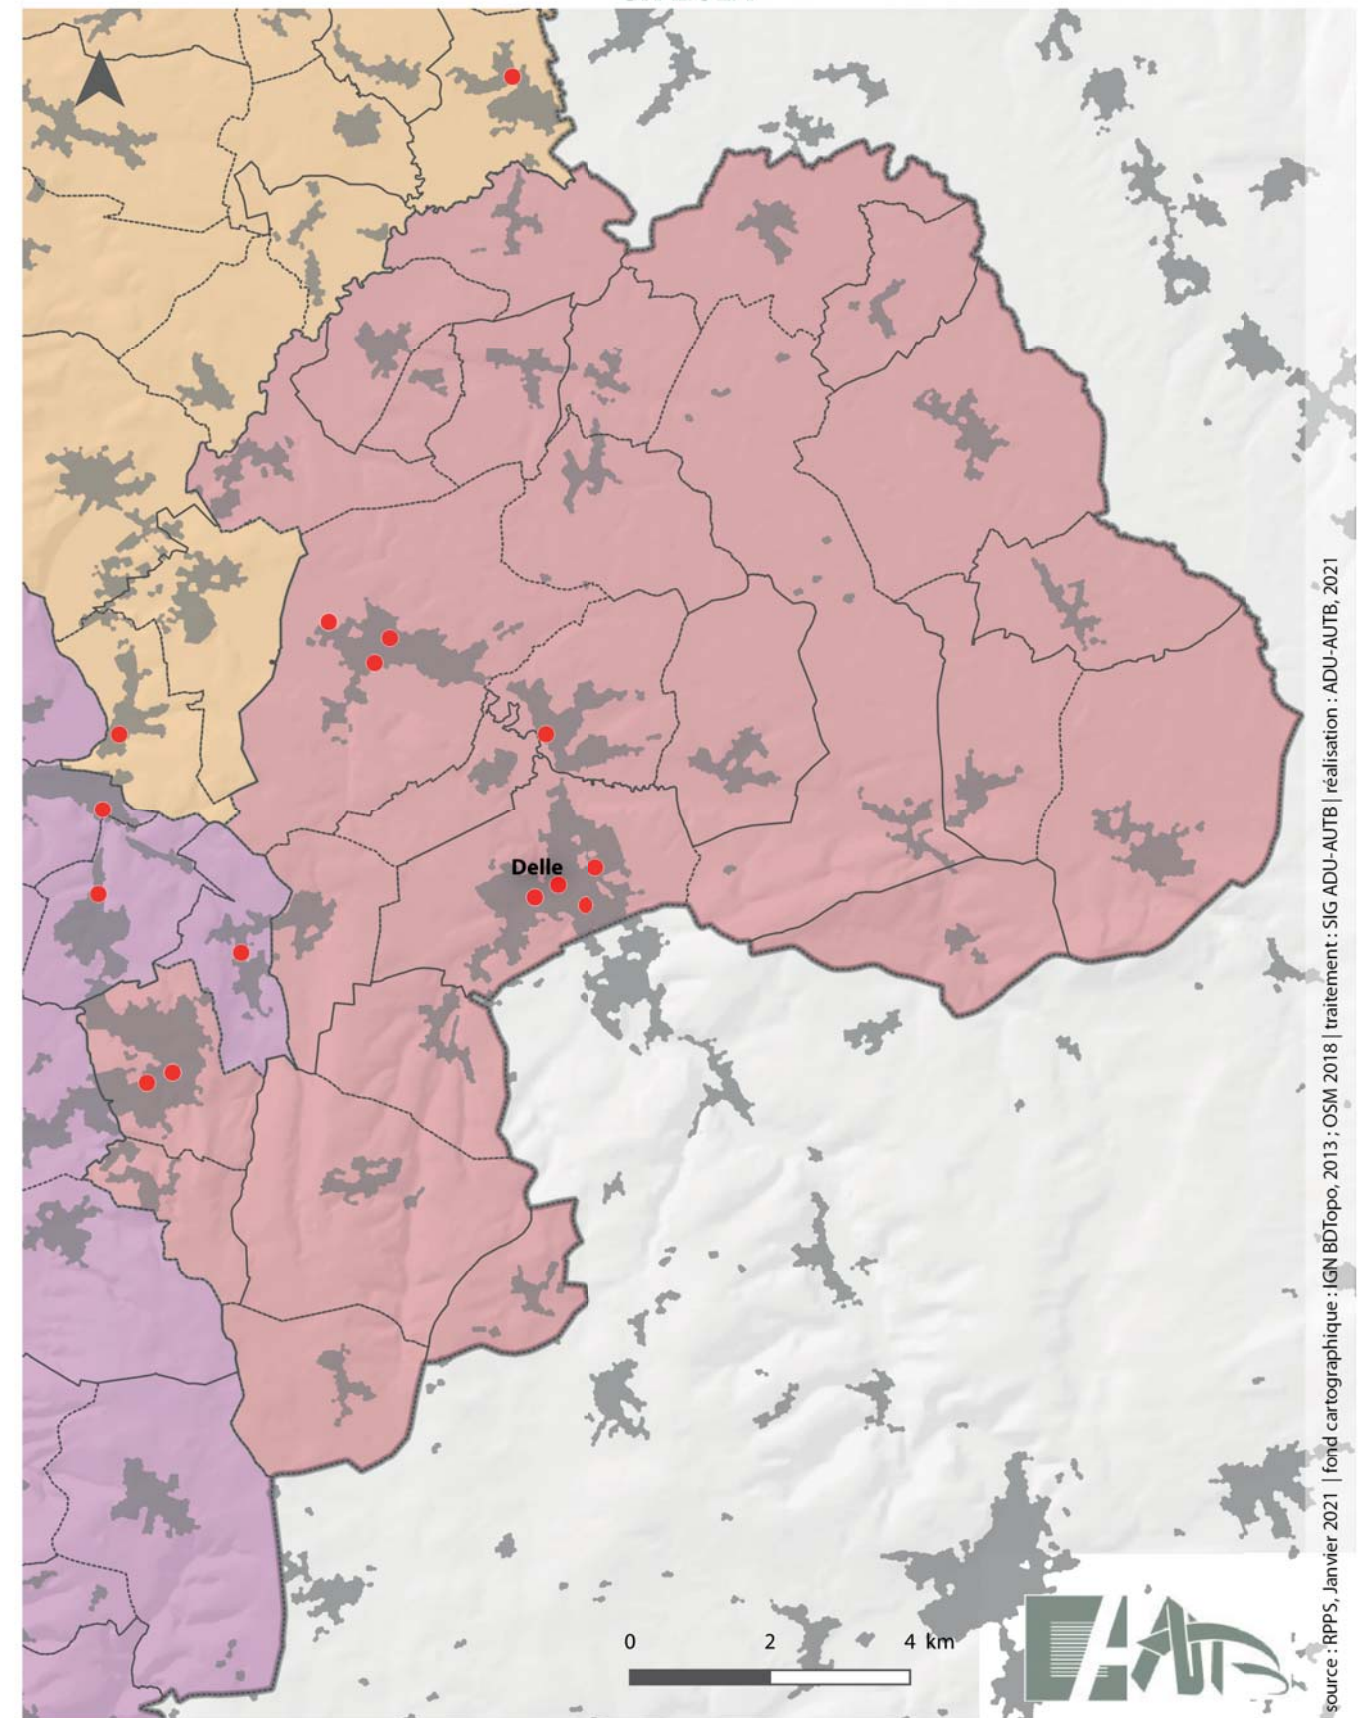 Delle
0 2 4 km
source : RPPS, Janvier 2021 | fond cartographique : IGN BDTopo, 2013 ; OSM 2018 | traitement : SIG ADU-AUTB | réalisation : ADU-AUTB, 2021